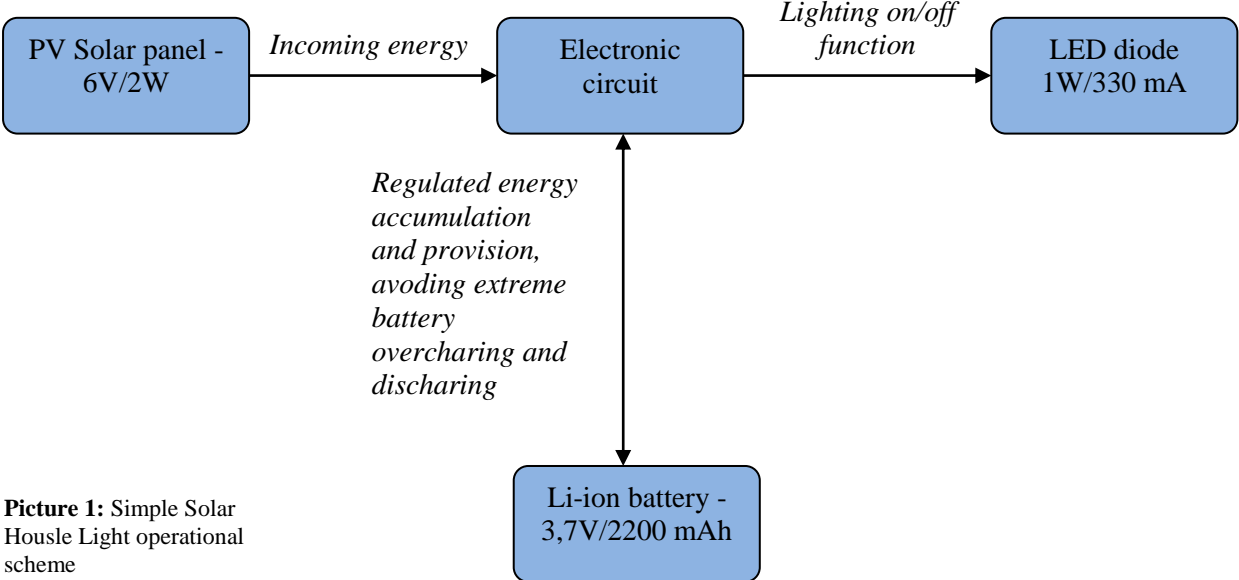 PV Solar panel -
6V/2W
Incoming energy
Electronic
circuit
Lighting on/off
function
LED diode
1W/330 mA
Regulated energy
accumulation
and provision,
avoding extreme
battery
overcharing and
discharing
Li-ion battery -
3,7V/2200 mAh
Picture 1: Simple Solar
Housle Light operational
scheme